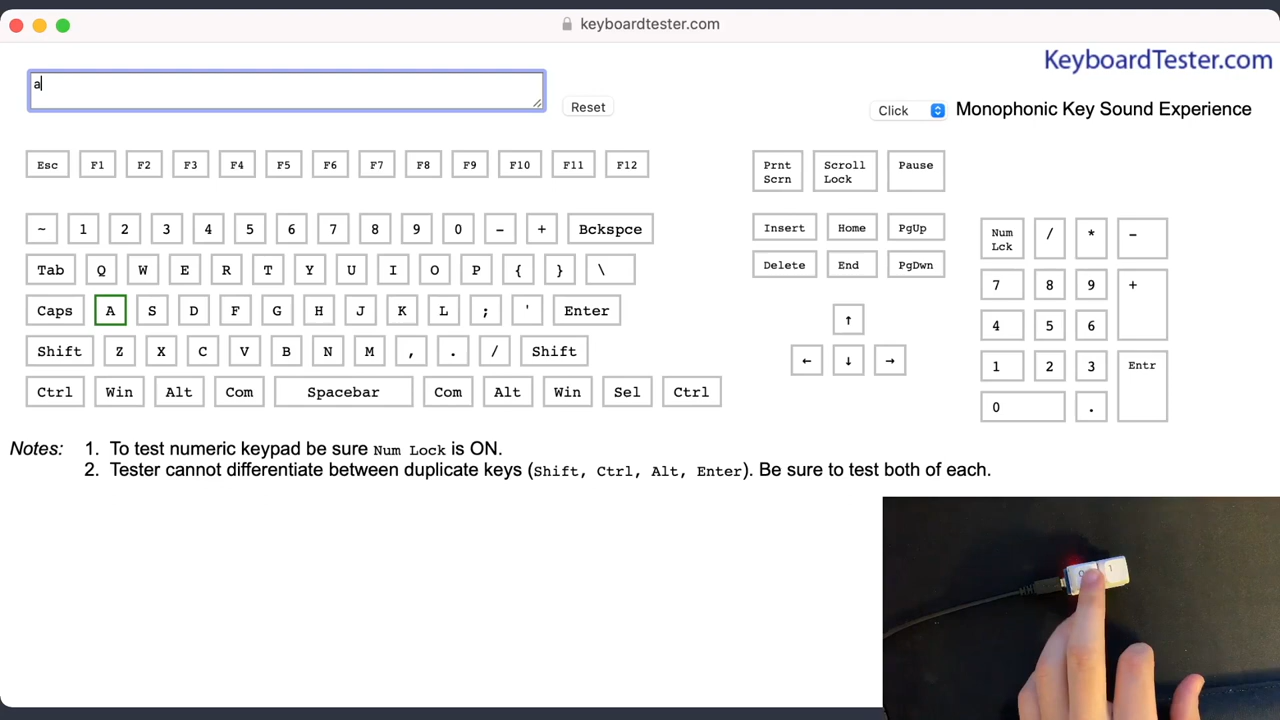 keyboardtester.com
KeyboardTester.com
a
Reset
Click Monophonic Key Sound Experience
Esc F1 F2 F3 F4 F5 F6 F7 F8 F9 F10 F11 F12
Prnt Scrn Scroll Lock Pause
~ 1 2 3 4 5 6 7 8 9 0 - + Bckspce
Insert Home PgUp
Num Lck / * -
Tab Q W E R T Y U I O P { } \
Delete End PgDwn
7 8 9 +
Caps A S D F G H J K L ; ' Enter
↑
4 5 6
Shift Z X C V B N M , . / Shift
← ↓ →
1 2 3 Entr
Ctrl Win Alt Com Spacebar Com Alt Win Sel Ctrl
0 .
Notes: 1. To test numeric keypad be sure Num Lock is ON.
2. Tester cannot differentiate between duplicate keys (Shift, Ctrl, Alt, Enter). Be sure to test both of each.
1